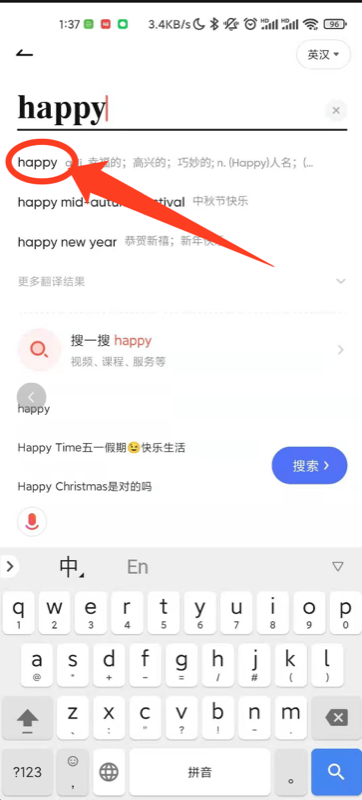 1:37 3.4KB/s HD HD 96
英汉
happy
happy 幸福的；高兴的；巧妙的; n. (Happy)人名；(...
happy mid-autu stival 中秋节快乐
happy new year 恭贺新禧；新年快
更多翻译结果
搜一搜 happy
视频、课程、服务等
happy
Happy Time五一假期😉快乐生活
搜索
Happy Christmas是对的吗
中 En
q w e r t y u i o p
1 2 3 4 5 6 7 8 9 0
a s d f g h j k l
@ " + - = / # ( )
z x c v b n m
、 : " ? ! ~ …
?123 , 拼音 。